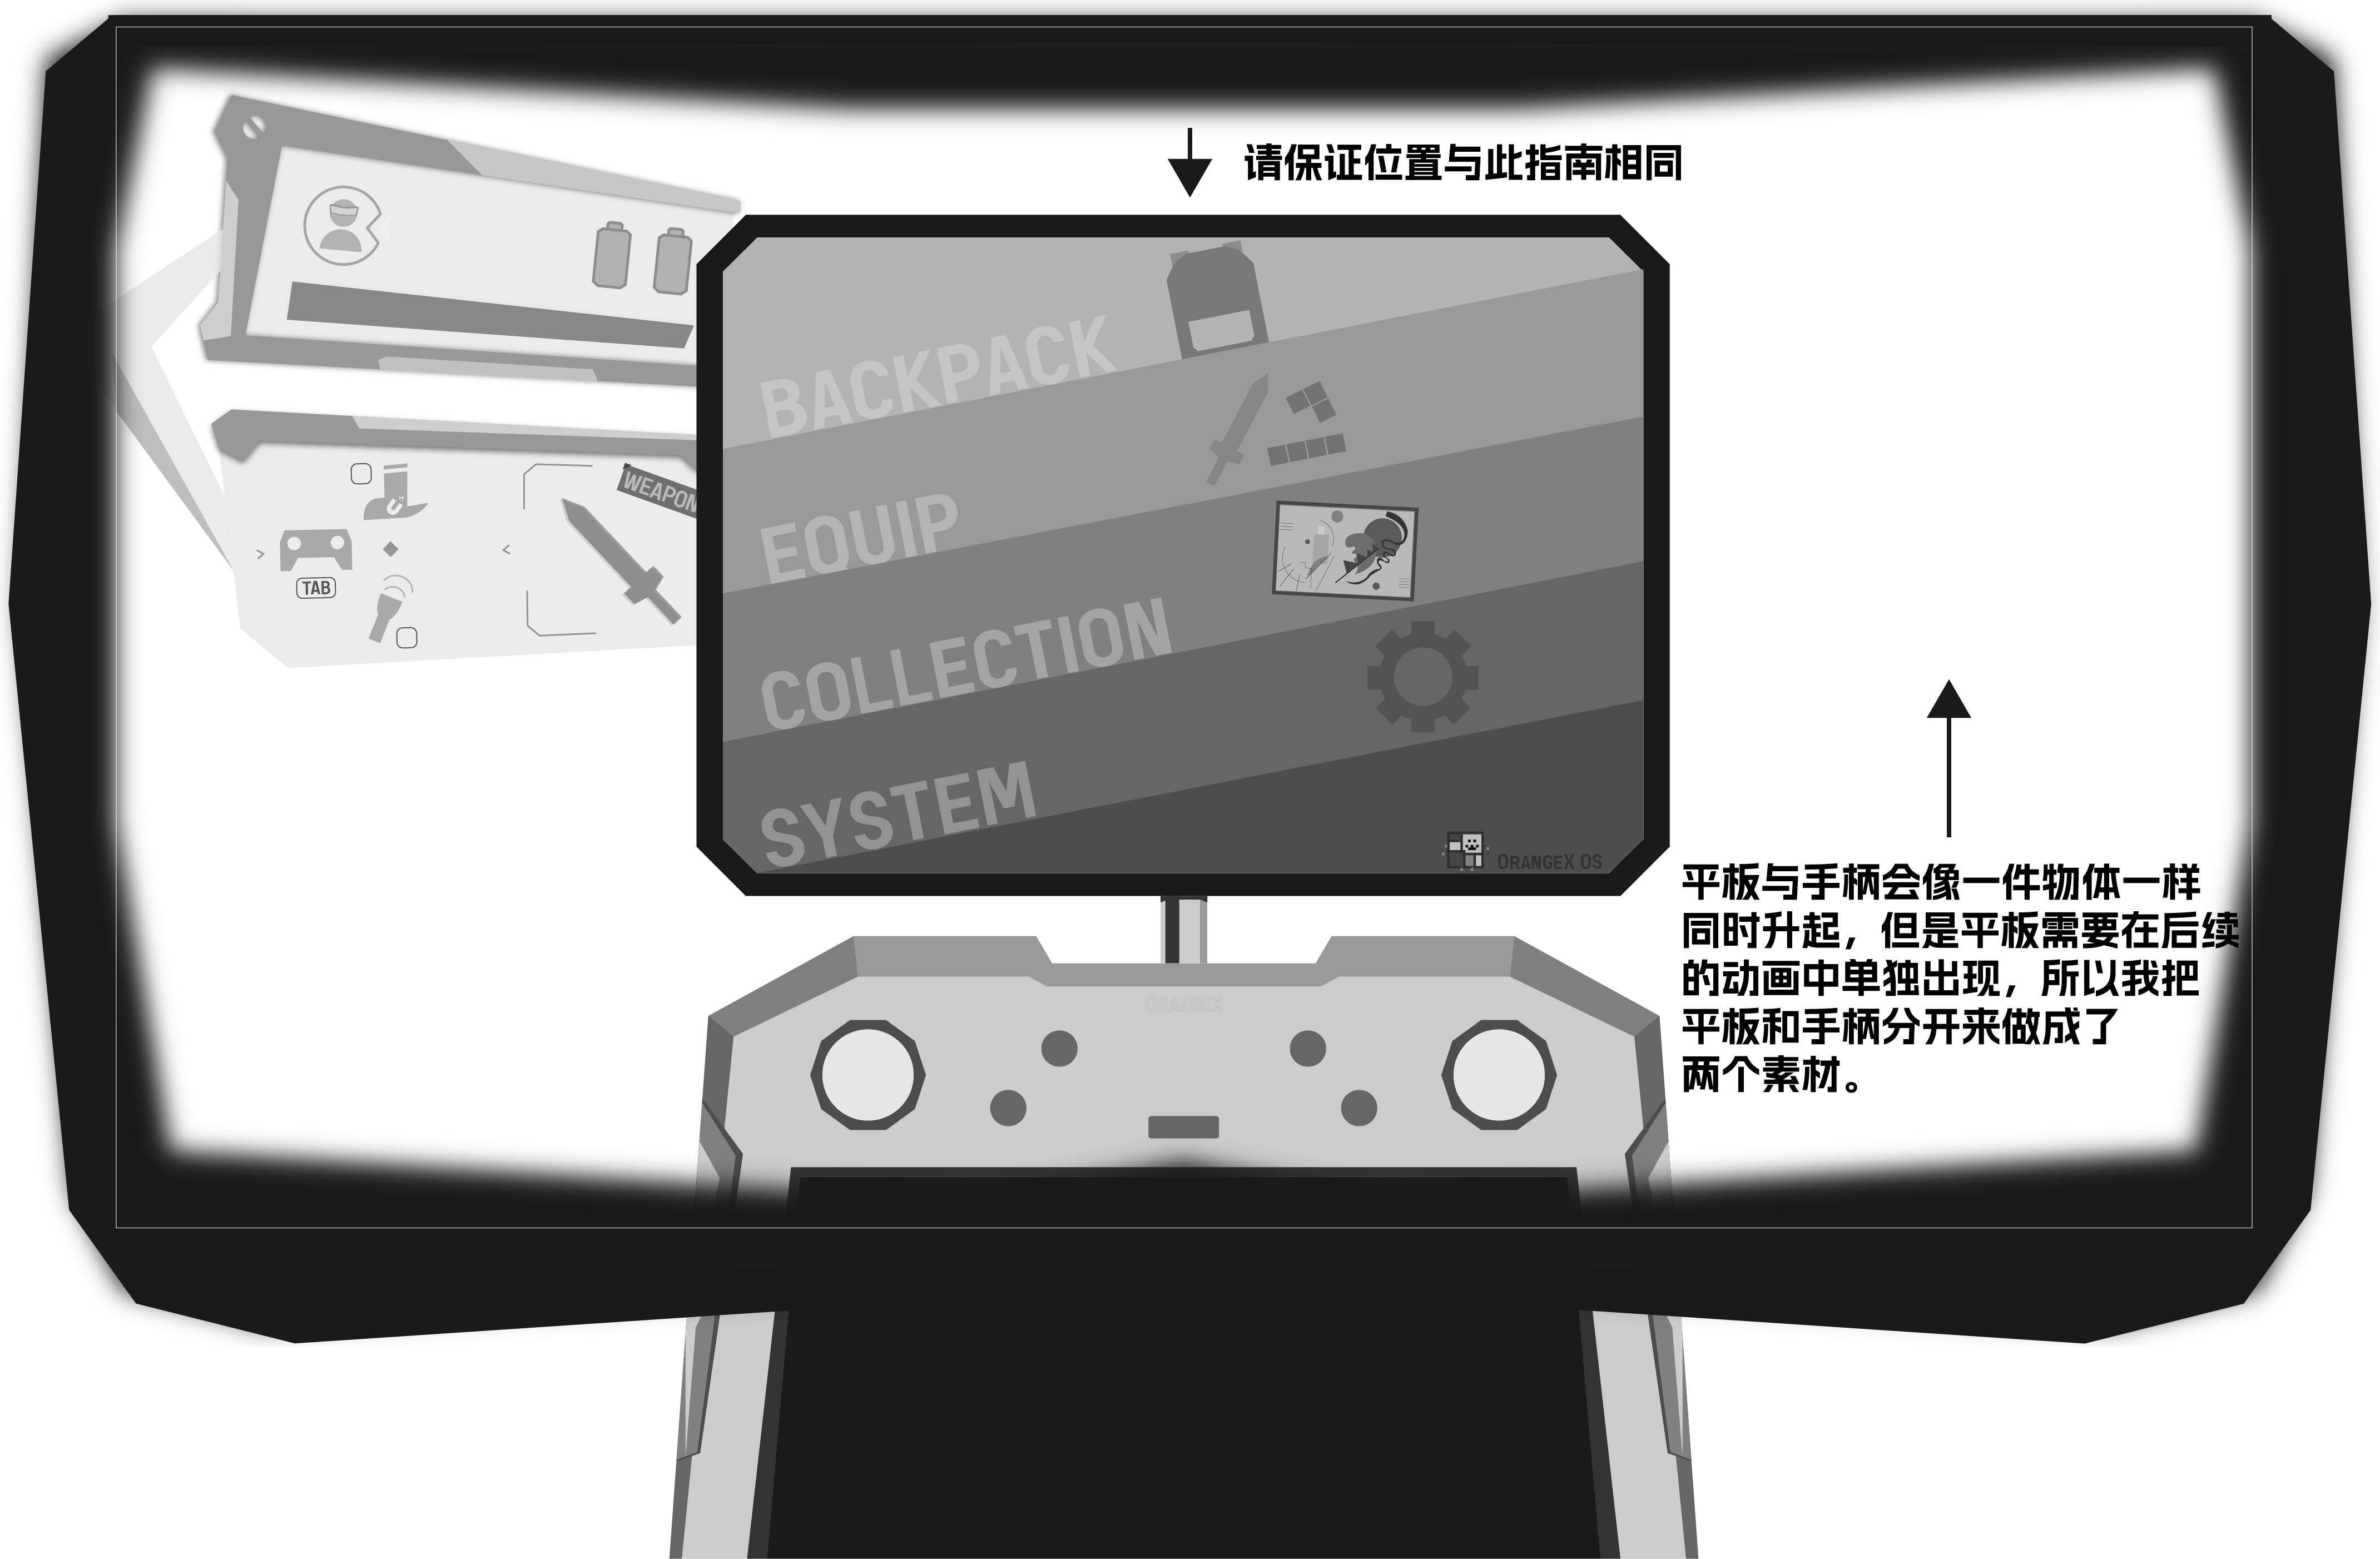 请保证位置与此指南相同
BACKPACK
EQUIP
COLLECTION
SYSTEM
WEAPON
TAB
ORANGEX OS
ORANGEX
平板与手柄会像一件物体一样
同时升起，但是平板需要在后续
的动画中单独出现，所以我把
平板和手柄分开来做成了
两个素材。